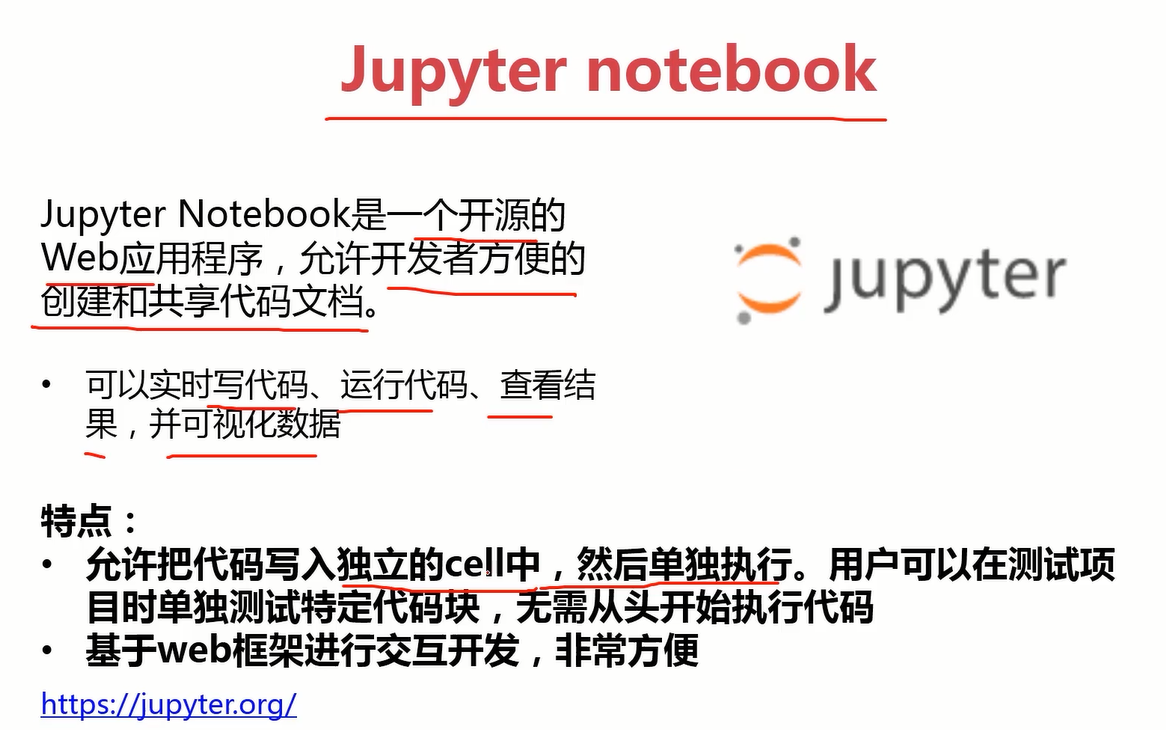 Jupyter notebook
Jupyter Notebook是一个开源的
Web应用程序，允许开发者方便的
创建和共享代码文档。
jupyter
• 可以实时写代码、运行代码、查看结
果，并可视化数据
特点：
• 允许把代码写入独立的cell中，然后单独执行。用户可以在测试项
目时单独测试特定代码块，无需从头开始执行代码
• 基于web框架进行交互开发，非常方便
https://jupyter.org/